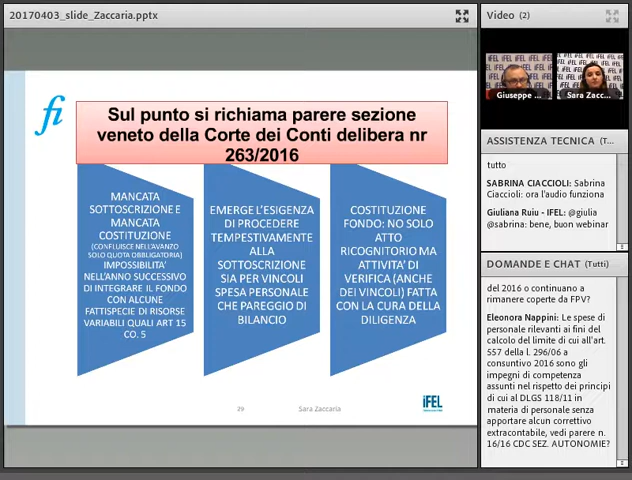 20170403_slide_Zaccaria.pptx
fi
Sul punto si richiama parere sezione
veneto della Corte dei Conti delibera nr
263/2016
MANCATA
SOTTOSCRIZIONE E
MANCATA
COSTITUZIONE
(CONFLUISCE NELL'AVANZO
SOLO QUOTA OBBLIGATORIA)
IMPOSSIBILITA'
NELL'ANNO SUCCESSIVO
DI INTEGRARE IL FONDO
CON ALCUNE
FATTISPECIE DI RISORSE
VARIABILI QUALI ART 15
CO. 5
EMERGE L'ESIGENZA
DI PROCEDERE
TEMPESTIVAMENTE
ALLA
SOTTOSCRIZIONE
SIA PER VINCOLI
SPESA PERSONALE
CHE PAREGGIO DI
BILANCIO
COSTITUZIONE
FONDO: NO SOLO
ATTO
RICOGNITORIO MA
ATTIVITA' DI
VERIFICA (ANCHE
DEI VINCOLI) FATTA
CON LA CURA DELLA
DILIGENZA
29
Sara Zaccaria
IFEL
Video (2)
Giuseppe ...
Sara Zacc...
ASSISTENZA TECNICA (T...
tutto
SABRINA CIACCIOLI: Sabrina
Ciaccioli: ora l'audio funziona
Giuliana Ruiu - IFEL: @giulia
@sabrina: bene, buon webinar
DOMANDE E CHAT (Tutti)
del 2016 o continuano a
rimanere coperte da FPV?
Eleonora Nappini: Le spese di
personale rilevanti ai fini del
calcolo del limite di cui all'art.
557 della l. 296/06 a
consuntivo 2016 sono gli
impegni di competenza
assunti nel rispetto dei principi
di cui al DLGS 118/11 in
materia di personale senza
apportare alcun correttivo
extracontabile, vedi parere n.
16/16 CDC SEZ. AUTONOMIE?